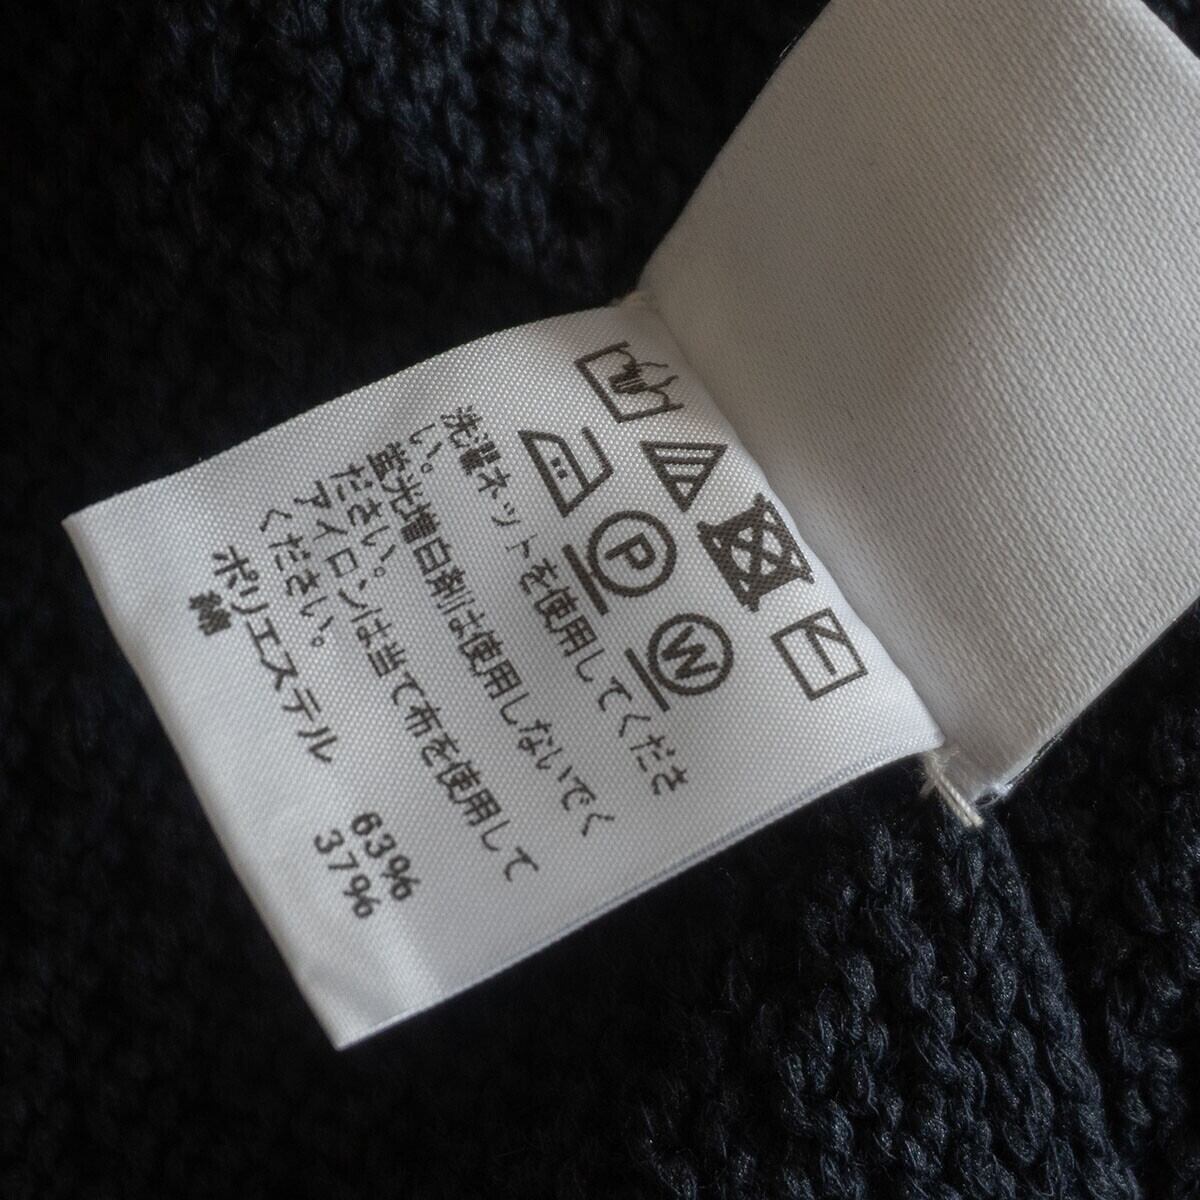 P W
洗濯ネットを使用してくださ
い。
蛍光増白剤は使用しないでく
ださい。
アイロンは当て布を使用して
ください。
ポリエステル 63%
綿 37%